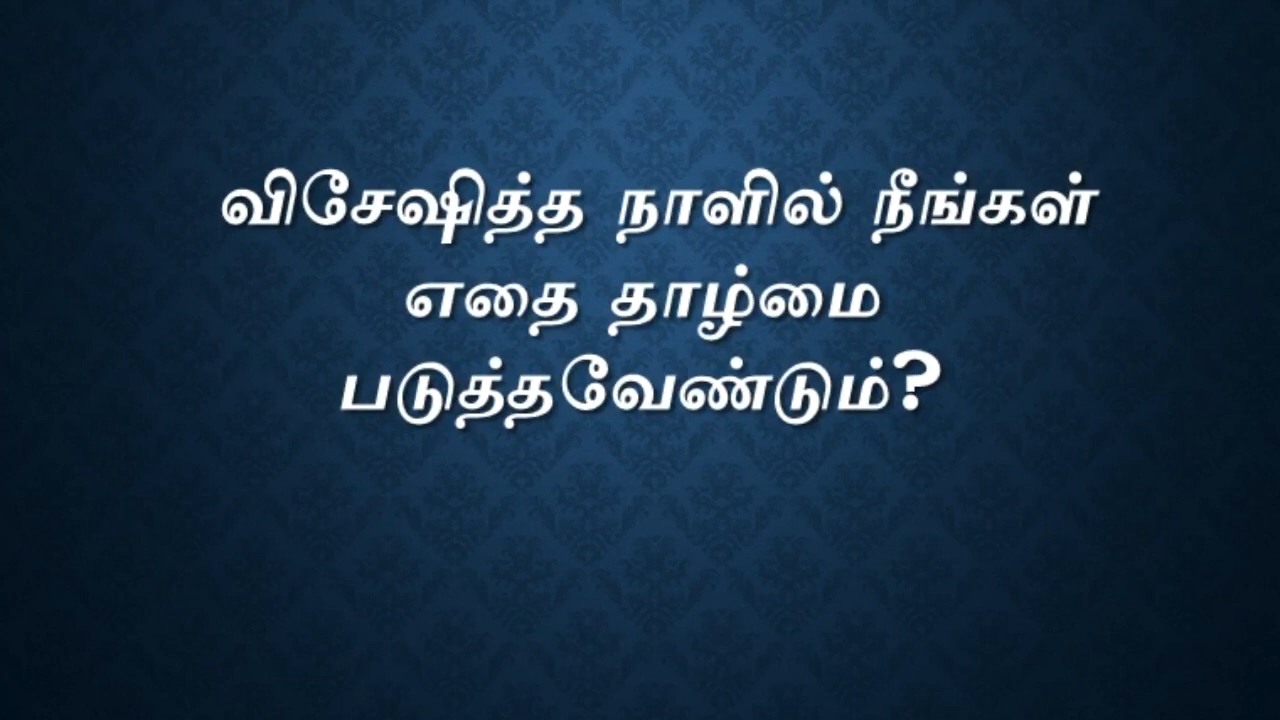 விசேஷித்த நாளில் நீங்கள்
எதை தாழ்மை
படுத்தவேண்டும்?